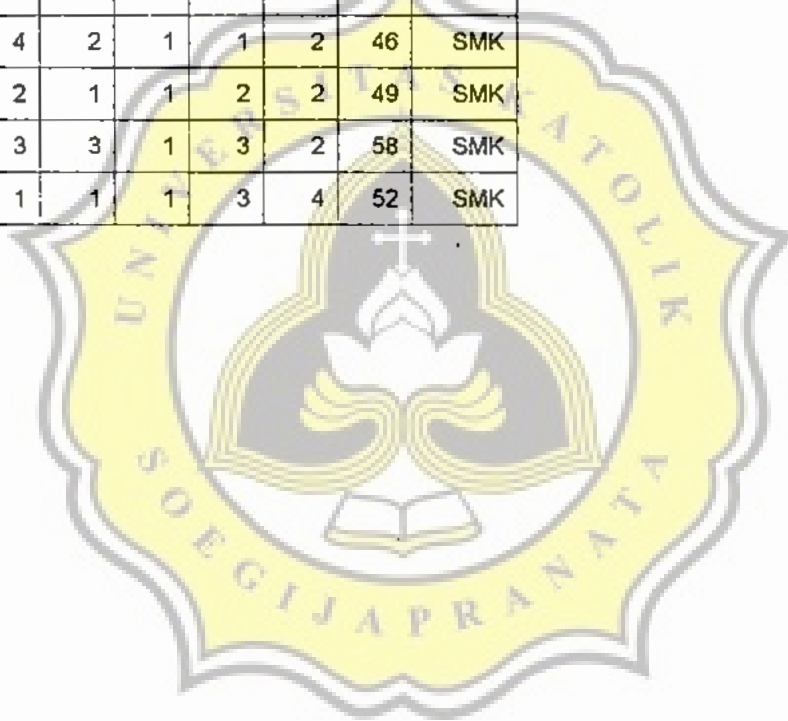 4 2 1 1 2 46 SMK
2 1 1 2 2 49 SMK
3 3 1 3 2 58 SMK
1 1 1 3 4 52 SMK
UNIVERSITAS KATOLIK
SOEGIJAPRANATA